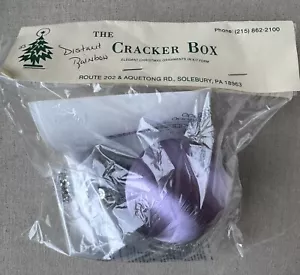 THE
Phone: (215) 862-2100
Distant
Rainbow
CRACKER BOX
ELEGANT CHRISTMAS ORNAMENTS IN KIT FORM
ROUTE 202 & AQUETONG RD., SOLEBURY, PA 18963